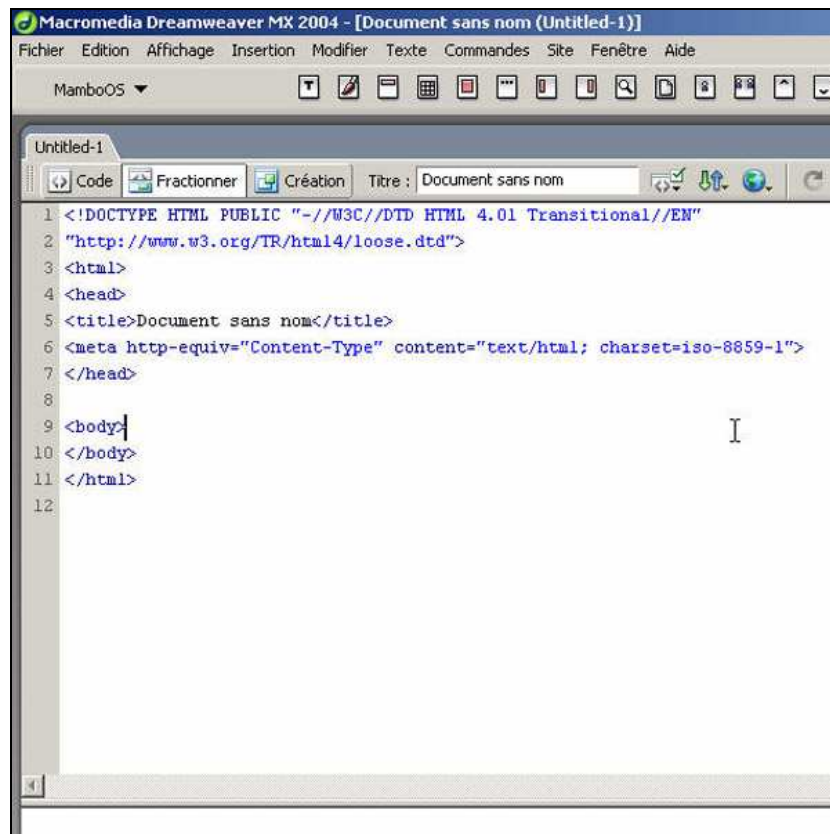 Macromedia Dreamweaver MX 2004 - [Document sans nom (Untitled-1)]
Fichier Edition Affichage Insertion Modifier Texte Commandes Site Fenêtre Aide
MamboOS
Untitled-1
Code Fractionner Création Titre : Document sans nom
1 <!DOCTYPE HTML PUBLIC "-//W3C//DTD HTML 4.01 Transitional//EN"
2 "http://www.w3.org/TR/html4/loose.dtd">
3 <html>
4 <head>
5 <title>Document sans nom</title>
6 <meta http-equiv="Content-Type" content="text/html; charset=iso-8859-1">
7 </head>
8
9 <body>
10 </body>
11 </html>
12